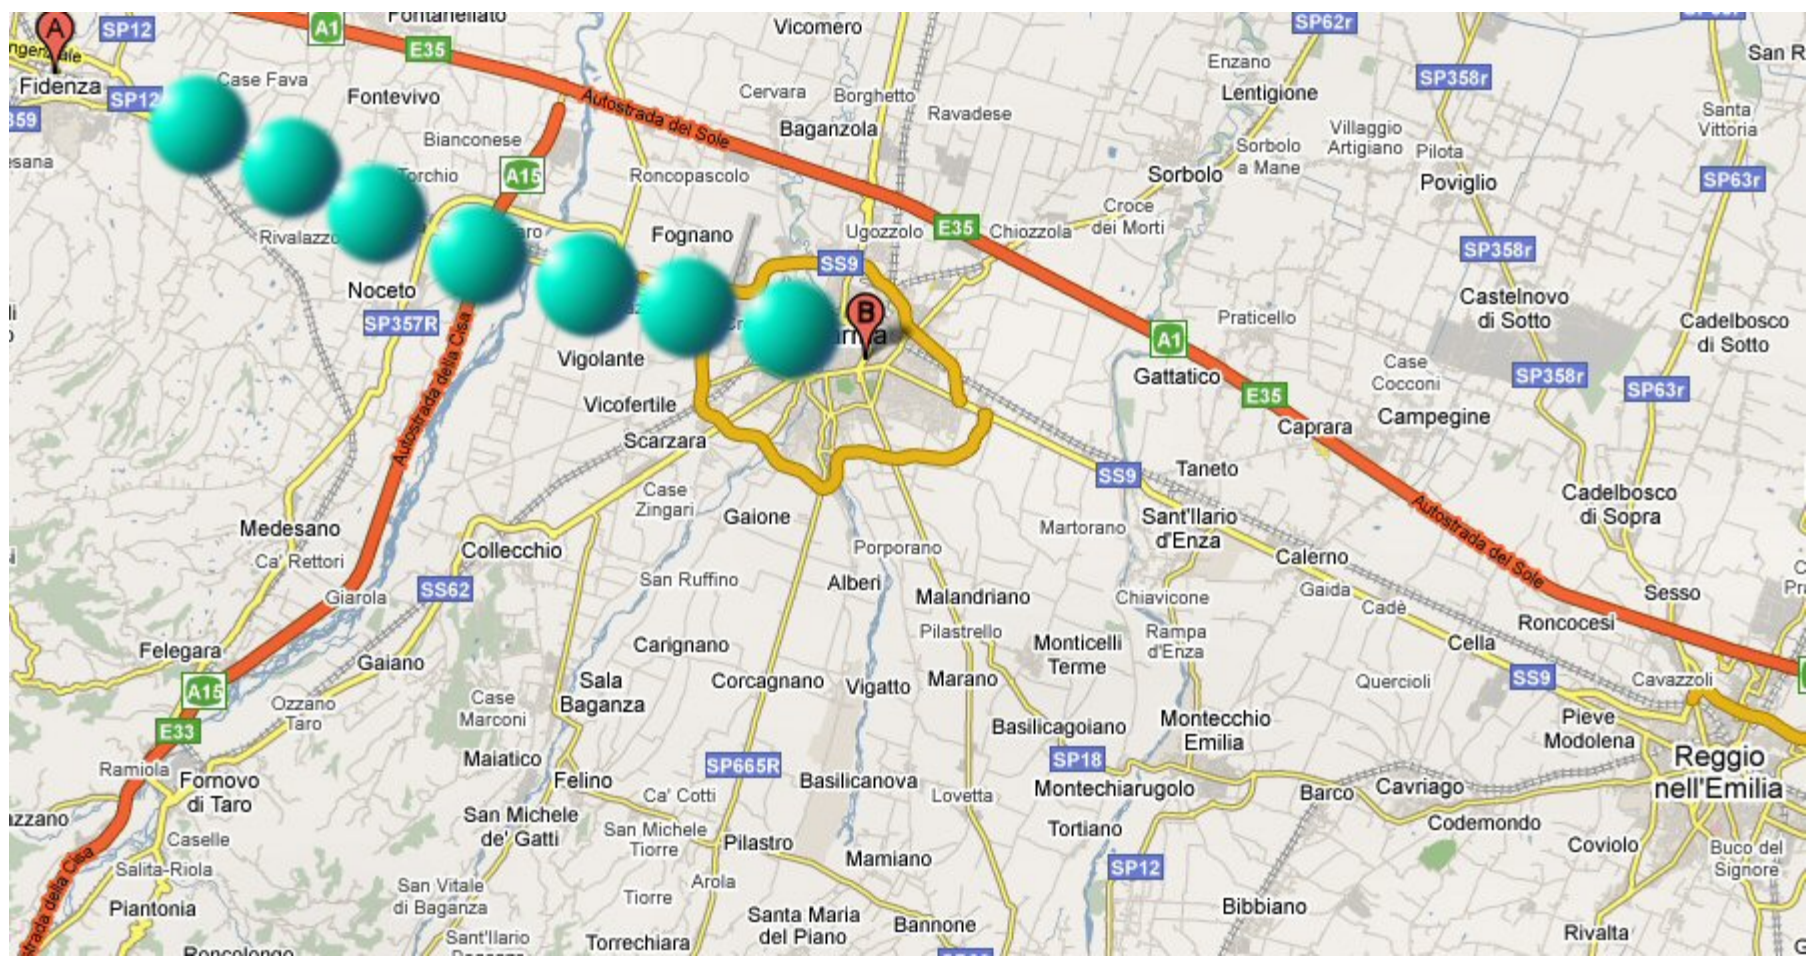 Fontanellato
Vicomero
SP62r
SP12
A1
E35
A
Enzano
San R
Fidenza
Case Fava
SP358r
SP12
Fontevivo
Cervara
Borghetto
Lentigione
Autostrada del Sole
Ravadese
Santa
Vittoria
359
Baganzola
Villaggio
Artigiano
Bianconese
Sorbolo
a Mane
Pilota
esana
A15
Torchio
Roncopascolo
Sorbolo
Poviglio
SP63r
Croce
dei Morti
Rivalazzo
aro
Fognano
Ugozzolo
E35
Chiozzola
SP358r
SS9
Noceto
Castelnovo
di Sotto
SP357R
B
Praticello
Cadelbosco
di Sotto
A1
Vigolante
Gattatico
Case
Cocconi
SP358r
SP63r
Autostrada della Cisa
E35
Vicofertile
Campegine
Caprara
Scarzara
SS9
Taneto
Case
Zingari
Cadelbosco
di Sopra
Gaione
Martorano
Sant'Ilario
d'Enza
Medesano
Autostrada del Sole
Collecchio
Porporano
Calerno
Ca' Rettori
San Ruffino
Alberi
SS62
Giarola
Malandriano
Chiavicone
Gaida
Cadè
Sesso
Roncocesi
Pilastrello
Rampa
d'Enza
Felegara
Carignano
Monticelli
Terme
Cella
Gaiano
A15
Sala
Baganza
Corcagnano
Vigatto
Marano
Quercioli
SS9
Cavazzoli
Ozzano
Taro
Case
Marconi
E33
Basilicagoiano
Montecchio
Emilia
Pieve
Modolena
Maiatico
SP665R
SP18
Reggio
nell'Emilia
Ramiola
Fornovo
di Taro
Felino
Basilicanova
Montechiarugolo
Barco
Cavriago
Ca' Cotti
Lovetta
azzano
San Michele
de' Gatti
San Michele
Tiorre
Tortiano
Codemondo
Caselle
Pilastro
Mamiano
Coviolo
Buco del
Signore
Salita-Riola
SP12
Autostrada della Cisa
San Vitale
di Baganza
Arola
Tiorre
Piantonia
Santa Maria
del Piano
Bannone
Bibbiano
Rivalta
Roncolongo
Sant'Ilario
Torrechiara